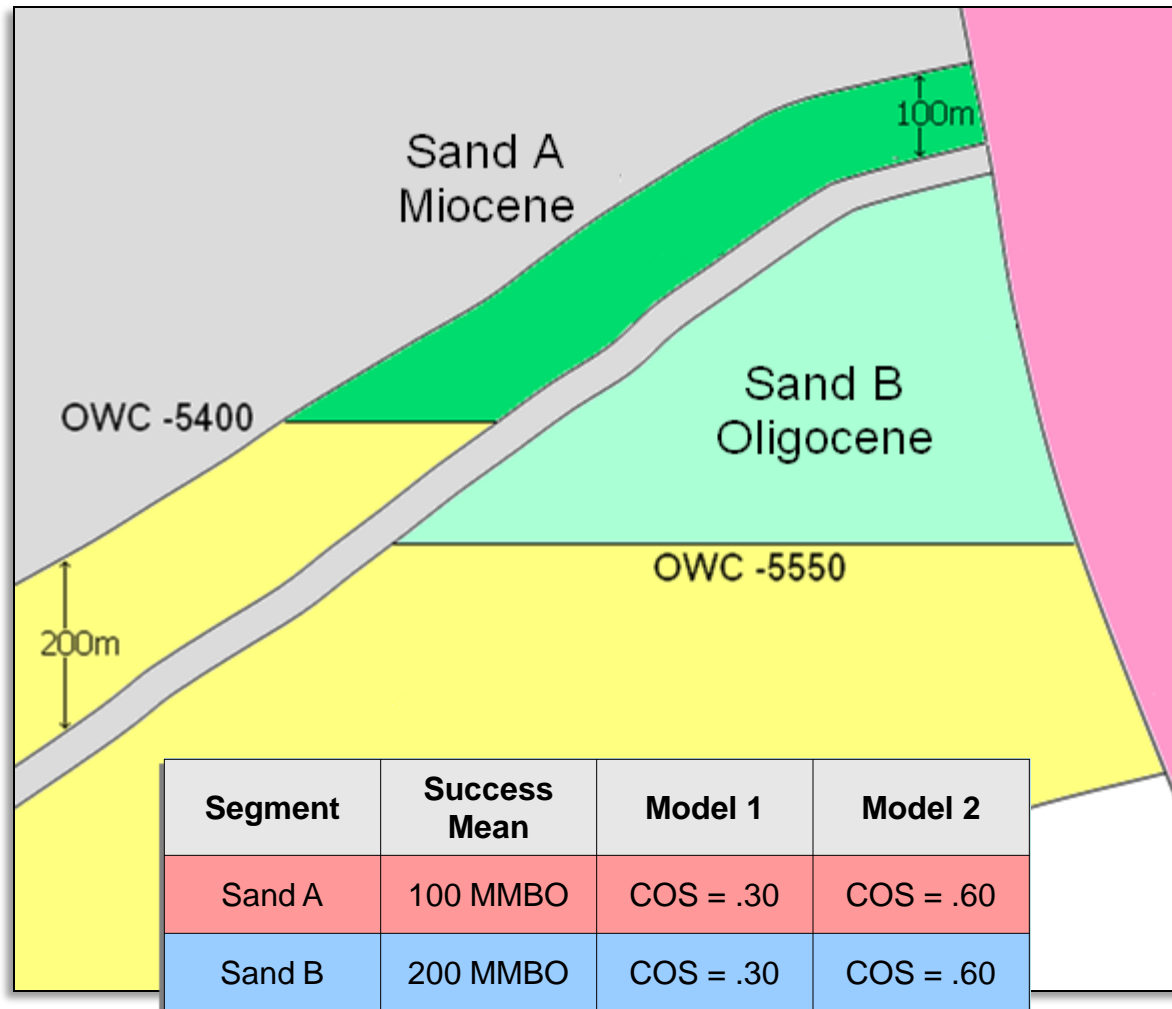 100m
Sand A
Miocene
Sand B
Oligocene
OWC -5400
OWC -5550
200m
Segment Success Mean Model 1 Model 2
Sand A 100 MMBO COS = .30 COS = .60
Sand B 200 MMBO COS = .30 COS = .60